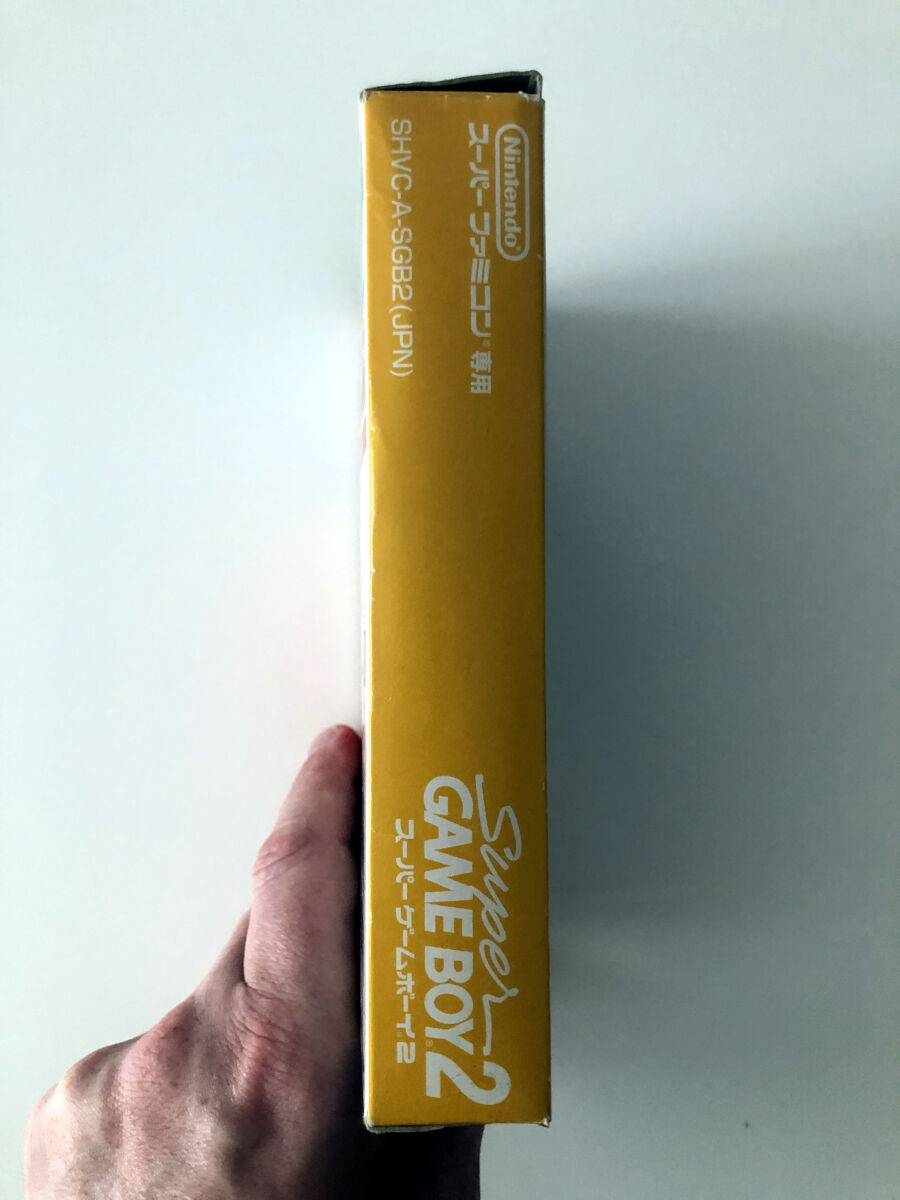 Nintendo®
スーパーファミコン®専用
SHVC-A-SGB2(JPN)
Super
GAME BOY®2
スーパーゲームボーイ®2